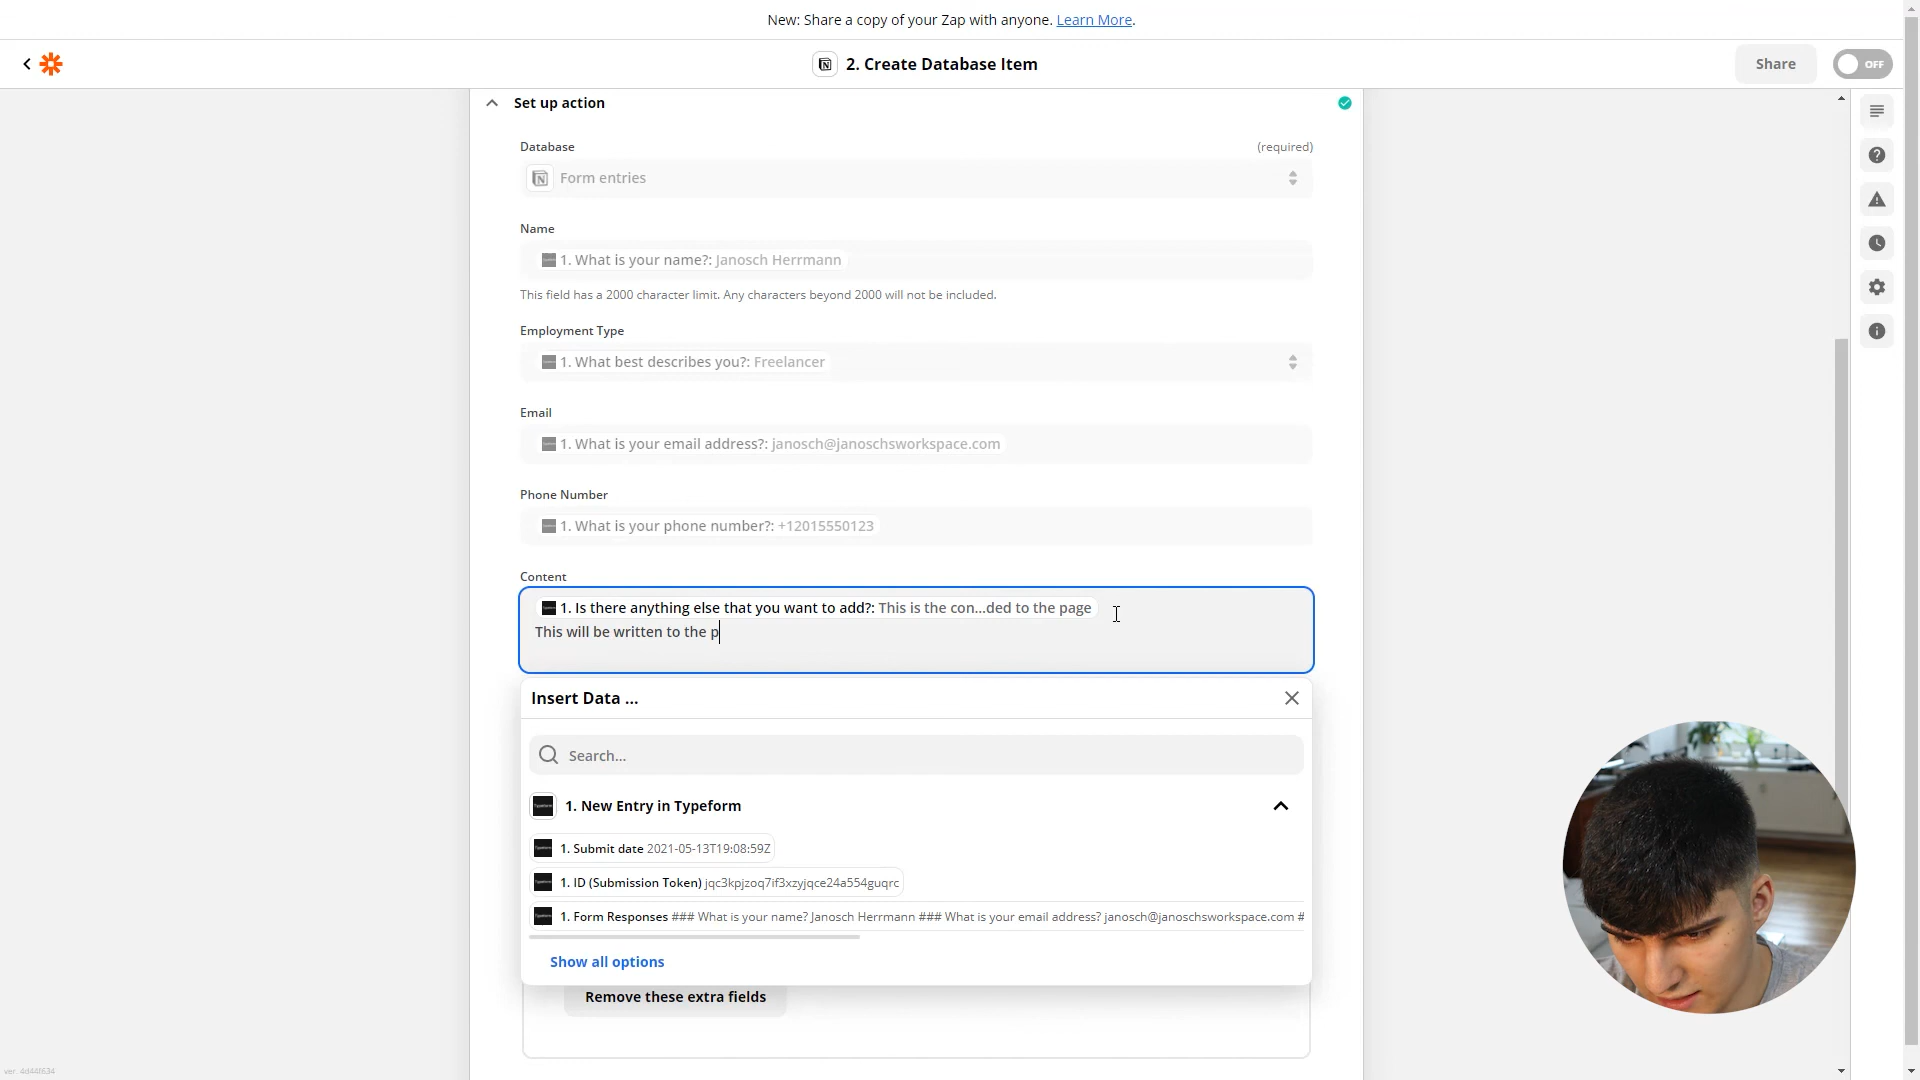 New: Share a copy of your Zap with anyone. Learn More.
2. Create Database Item
Share
OFF
Set up action
Database
(required)
Form entries
Name
1. What is your name?: Janosch Herrmann
This field has a 2000 character limit. Any characters beyond 2000 will not be included.
Employment Type
1. What best describes you?: Freelancer
Email
1. What is your email address?: janosch@janoschsworkspace.com
Phone Number
1. What is your phone number?: +12015550123
Content
1. Is there anything else that you want to add?: This is the con...ded to the page
This will be written to the p
Insert Data ...
Search...
1. New Entry in Typeform
1. Submit date 2021-05-13T19:08:59Z
1. ID (Submission Token) jqc3kpjzoq7if3xzyjqce24a554guqrc
1. Form Responses ### What is your name? Janosch Herrmann ### What is your email address? janosch@janoschsworkspace.com #
Show all options
Remove these extra fields
ver. 4d44f634